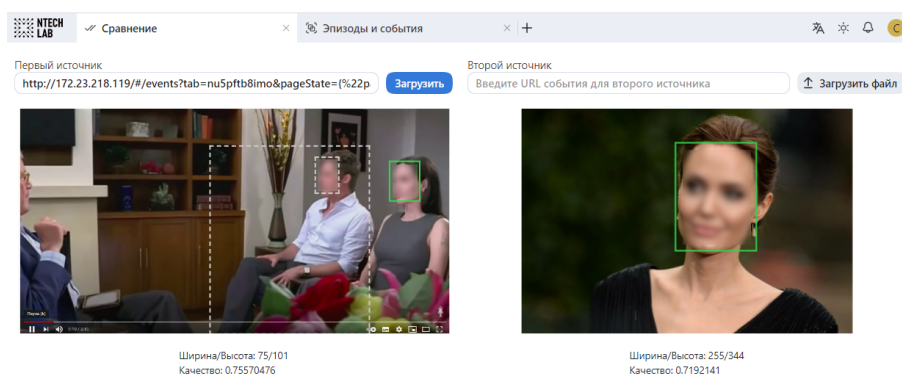 NTECH
LAB
Сравнение
Эпизоды и события
C
Первый источник
http://172.23.218.119/#/events?tab=nu5pftb8imo&pageState={%22p
Загрузить
Второй источник
Введите URL события для второго источника
Загрузить файл
Пауза (k)
Ширина/Высота: 75/101
Качество: 0.75570476
Ширина/Высота: 255/344
Качество: 0.7192141